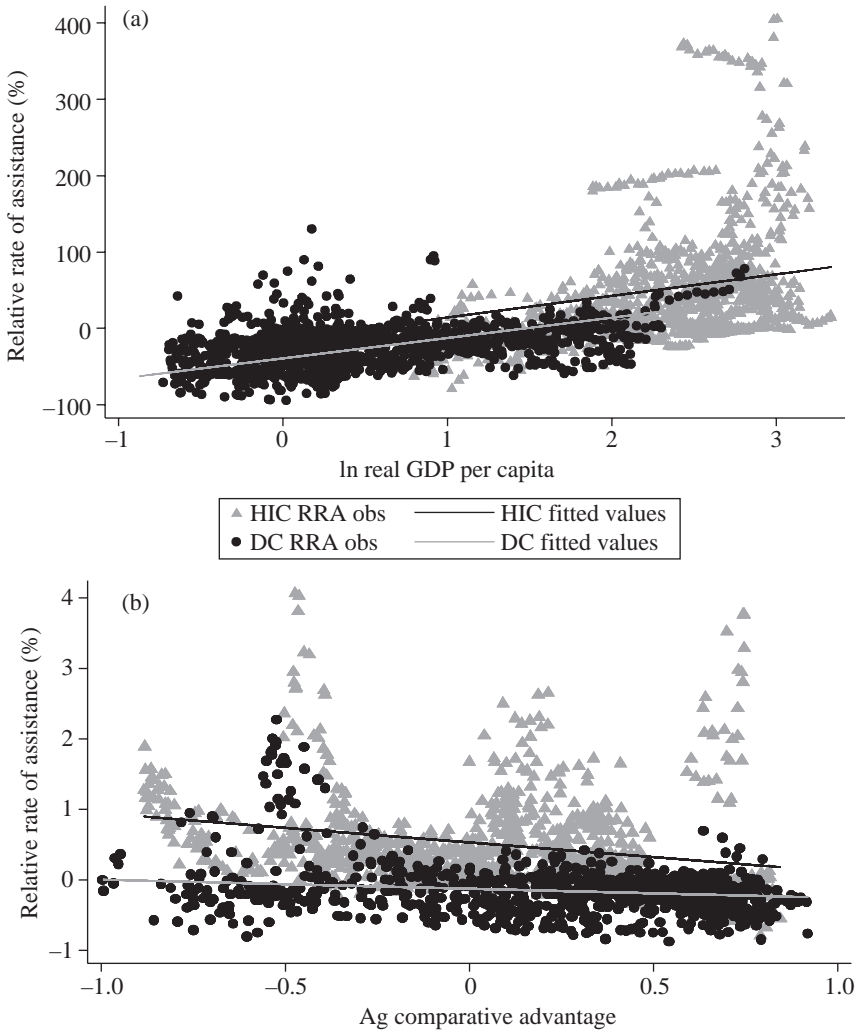 (a)
400
300
200
100
0
–100
Relative rate of assistance (%)
–1 0 1 2 3
ln real GDP per capita
HIC RRA obs HIC fitted values
DC RRA obs DC fitted values
(b)
4
3
2
1
0
–1
Relative rate of assistance (%)
–1.0 –0.5 0 0.5 1.0
Ag comparative advantage